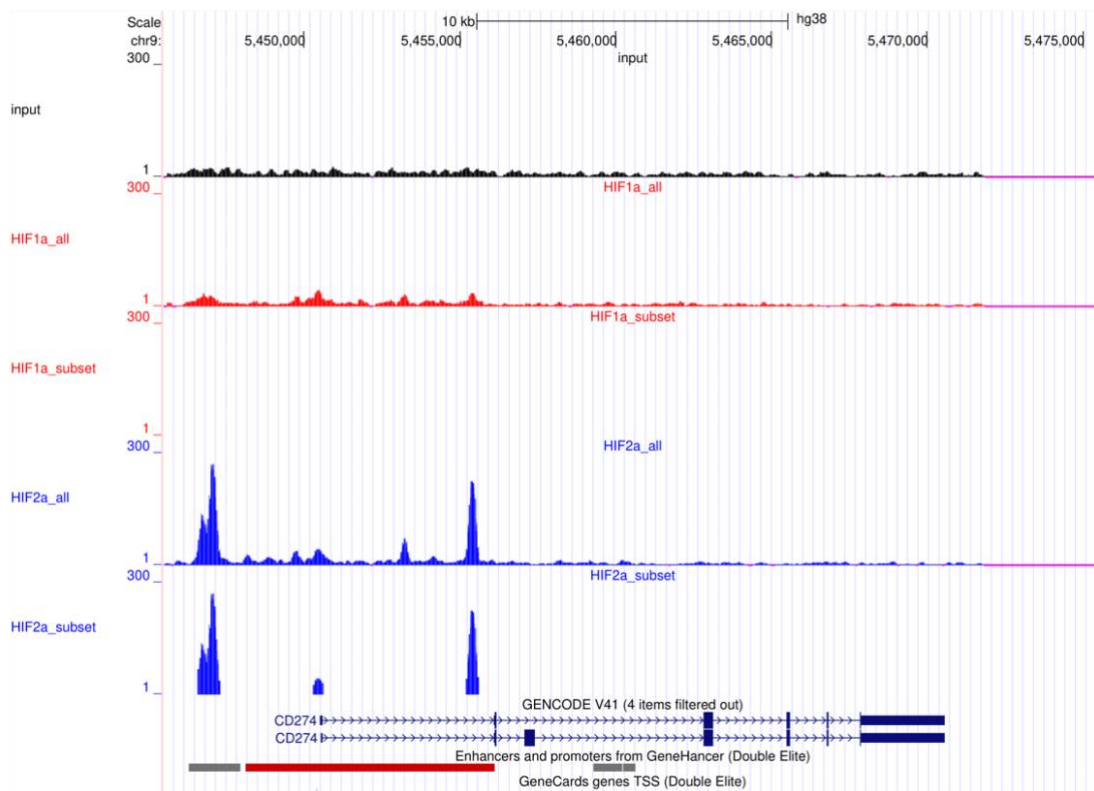 Scale 10 kb hg38
chr9: 5,450,000 5,455,000 5,460,000 5,465,000 5,470,000 5,475,000
300 input
input
1
300 HIF1a_all
HIF1a_all
1
300 HIF1a_subset
HIF1a_subset
1
300 HIF2a_all
HIF2a_all
1
300 HIF2a_subset
HIF2a_subset
1
GENCODE V41 (4 items filtered out)
CD274
CD274
Enhancers and promoters from GeneHancer (Double Elite)
GeneCards genes TSS (Double Elite)